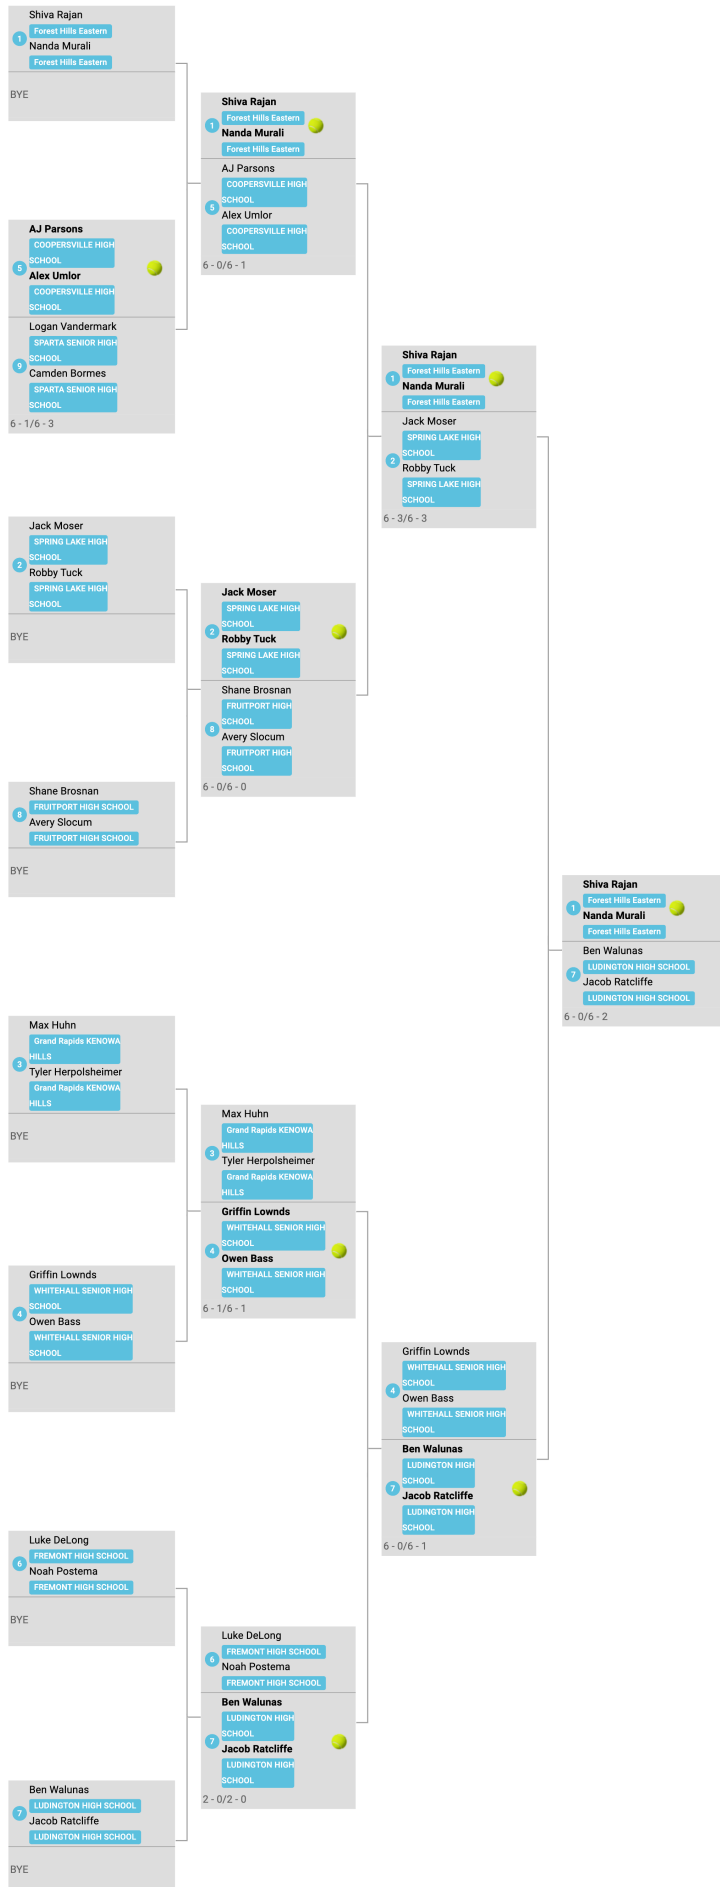 Shiva Rajan
1
Forest Hills Eastern
Nanda Murali
Forest Hills Eastern
BYE
AJ Parsons
COOPERSVILLE HIGH
SCHOOL
5
Alex Umlor
COOPERSVILLE HIGH
SCHOOL
Logan Vandermark
SPARTA SENIOR HIGH
SCHOOL
9
Camden Bormes
SPARTA SENIOR HIGH
SCHOOL
6 - 1/6 - 3
Jack Moser
SPRING LAKE HIGH
SCHOOL
2
Robby Tuck
SPRING LAKE HIGH
SCHOOL
BYE
Shane Brosnan
8
FRUITPORT HIGH SCHOOL
Avery Slocum
FRUITPORT HIGH SCHOOL
BYE
Max Huhn
Grand Rapids KENOWA
HILLS
3
Tyler Herpolsheimer
Grand Rapids KENOWA
HILLS
BYE
Griffin Lownds
WHITEHALL SENIOR HIGH
SCHOOL
4
Owen Bass
WHITEHALL SENIOR HIGH
SCHOOL
BYE
Luke DeLong
6
FREMONT HIGH SCHOOL
Noah Postema
FREMONT HIGH SCHOOL
BYE
Ben Walunas
7
LUDINGTON HIGH SCHOOL
Jacob Ratcliffe
LUDINGTON HIGH SCHOOL
BYE
Shiva Rajan
1
Forest Hills Eastern
Nanda Murali
Forest Hills Eastern
AJ Parsons
COOPERSVILLE HIGH
SCHOOL
5
Alex Umlor
COOPERSVILLE HIGH
SCHOOL
6 - 0/6 - 1
Jack Moser
SPRING LAKE HIGH
SCHOOL
2
Robby Tuck
SPRING LAKE HIGH
SCHOOL
Shane Brosnan
FRUITPORT HIGH
SCHOOL
8
Avery Slocum
FRUITPORT HIGH
SCHOOL
6 - 0/6 - 0
Max Huhn
Grand Rapids KENOWA
HILLS
3
Tyler Herpolsheimer
Grand Rapids KENOWA
HILLS
Griffin Lownds
WHITEHALL SENIOR HIGH
SCHOOL
4
Owen Bass
WHITEHALL SENIOR HIGH
SCHOOL
6 - 1/6 - 1
Luke DeLong
6
FREMONT HIGH SCHOOL
Noah Postema
FREMONT HIGH SCHOOL
Ben Walunas
LUDINGTON HIGH
SCHOOL
7
Jacob Ratcliffe
LUDINGTON HIGH
SCHOOL
2 - 0/2 - 0
Shiva Rajan
1
Forest Hills Eastern
Nanda Murali
Forest Hills Eastern
Jack Moser
SPRING LAKE HIGH
SCHOOL
2
Robby Tuck
SPRING LAKE HIGH
SCHOOL
6 - 3/6 - 3
Griffin Lownds
WHITEHALL SENIOR HIGH
SCHOOL
4
Owen Bass
WHITEHALL SENIOR HIGH
SCHOOL
Ben Walunas
LUDINGTON HIGH
SCHOOL
7
Jacob Ratcliffe
LUDINGTON HIGH
SCHOOL
6 - 0/6 - 1
Shiva Rajan
1
Forest Hills Eastern
Nanda Murali
Forest Hills Eastern
Ben Walunas
7
LUDINGTON HIGH SCHOOL
Jacob Ratcliffe
LUDINGTON HIGH SCHOOL
6 - 0/6 - 2